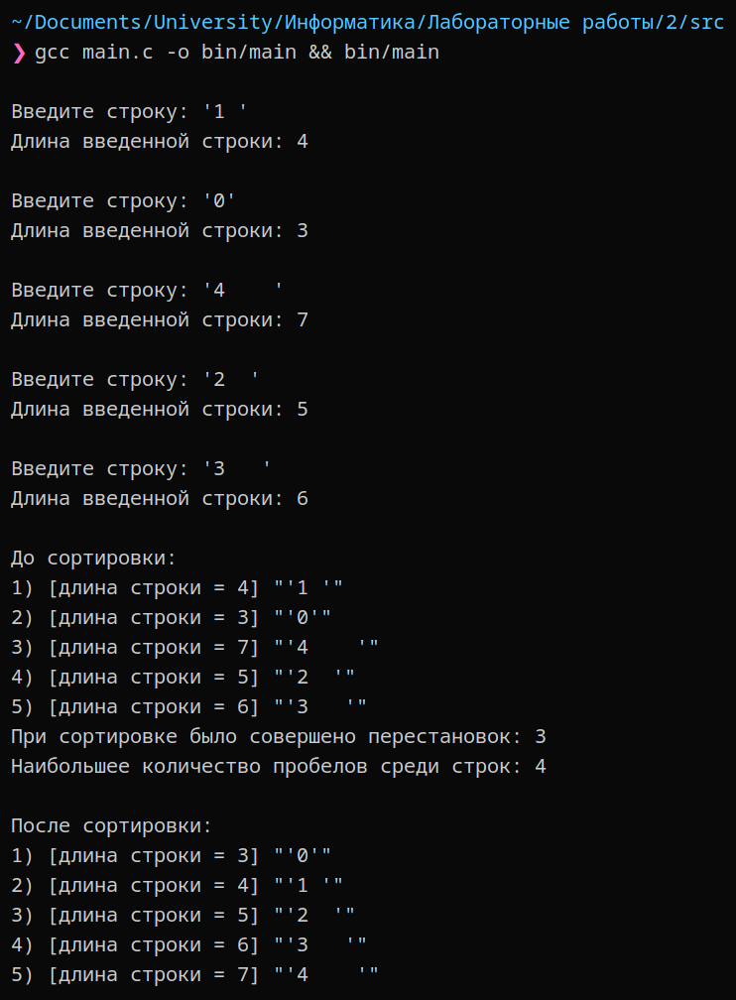 ~/Documents/University/Информатика/Лабораторные работы/2/src
❯ gcc main.c -o bin/main && bin/main
Введите строку: '1 '
Длина введенной строки: 4
Введите строку: '0'
Длина введенной строки: 3
Введите строку: '4    '
Длина введенной строки: 7
Введите строку: '2  '
Длина введенной строки: 5
Введите строку: '3   '
Длина введенной строки: 6
До сортировки:
1) [длина строки = 4] "'1 '"
2) [длина строки = 3] "'0'"
3) [длина строки = 7] "'4    '"
4) [длина строки = 5] "'2  '"
5) [длина строки = 6] "'3   '"
При сортировке было совершено перестановок: 3
Наибольшее количество пробелов среди строк: 4
После сортировки:
1) [длина строки = 3] "'0'"
2) [длина строки = 4] "'1 '"
3) [длина строки = 5] "'2  '"
4) [длина строки = 6] "'3   '"
5) [длина строки = 7] "'4    '"